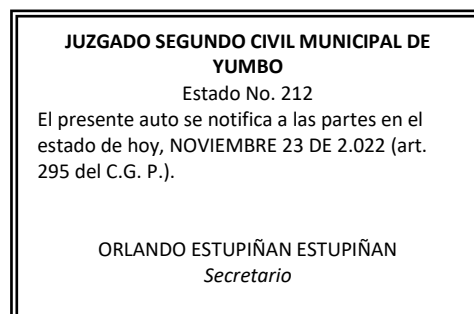 JUZGADO SEGUNDO CIVIL MUNICIPAL DE
YUMBO
Estado No. 212
El presente auto se notifica a las partes en el
estado de hoy, NOVIEMBRE 23 DE 2.022 (art.
295 del C.G. P.).
ORLANDO ESTUPIÑAN ESTUPIÑAN
Secretario